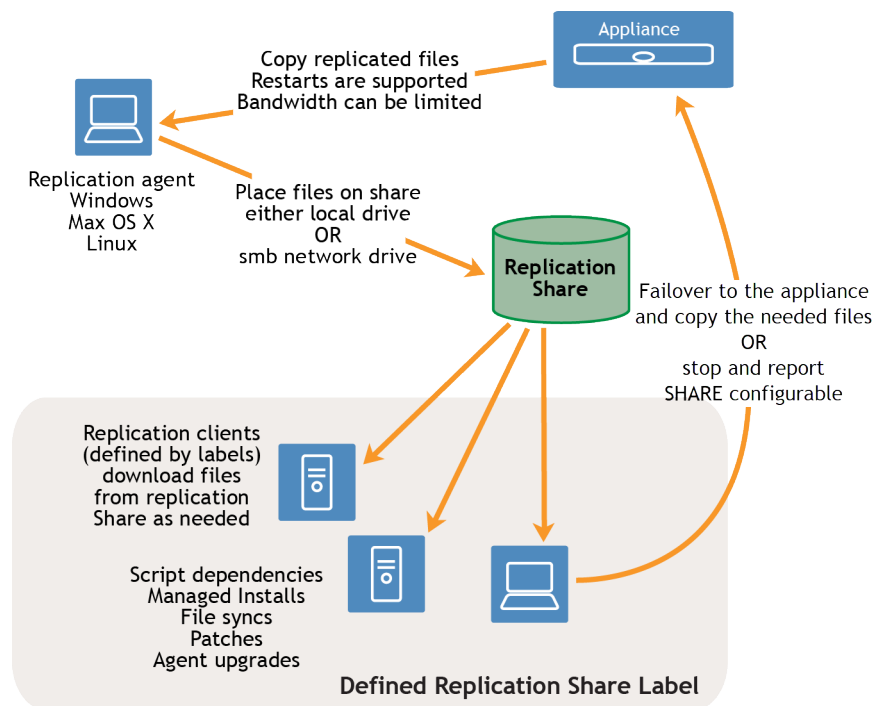 Appliance
Copy replicated files
Restarts are supported
Bandwidth can be limited
Replication agent
Windows
Max OS X
Linux
Place files on share
either local drive
OR
smb network drive
Replication
Share
Failover to the appliance
and copy the needed files
OR
stop and report
SHARE configurable
Replication clients
(defined by labels)
download files
from replication
Share as needed
Script dependencies
Managed Installs
File syncs
Patches
Agent upgrades
Defined Replication Share Label